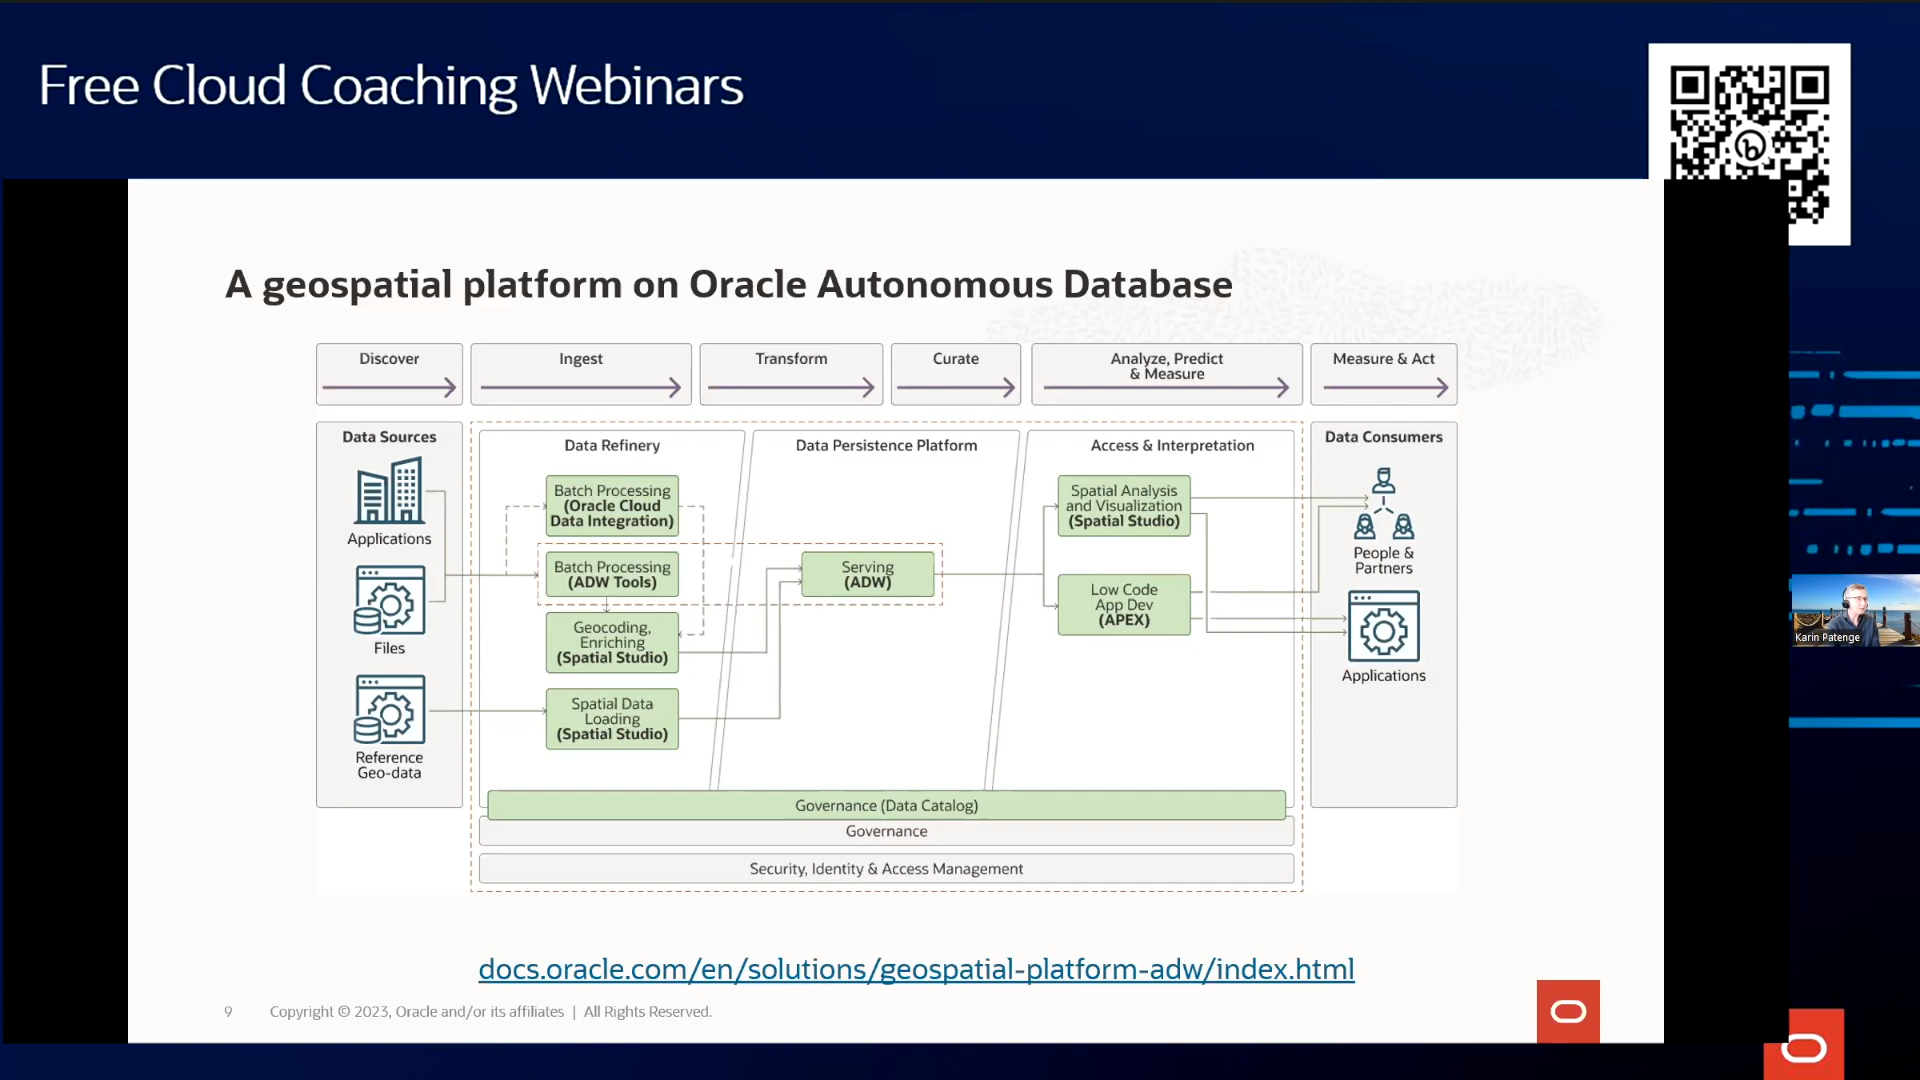 Free Cloud Coaching Webinars
A geospatial platform on Oracle Autonomous Database
Discover
Ingest
Transform
Curate
Analyze, Predict
& Measure
Measure & Act
Data Sources
Applications
Files
Reference
Geo-data
Data Refinery
Batch Processing
(Oracle Cloud
Data Integration)
Batch Processing
(ADW Tools)
Geocoding,
Enriching
(Spatial Studio)
Spatial Data
Loading
(Spatial Studio)
Data Persistence Platform
Serving
(ADW)
Access & Interpretation
Spatial Analysis
and Visualization
(Spatial Studio)
Low Code
App Dev
(APEX)
Data Consumers
People &
Partners
Applications
Governance (Data Catalog)
Governance
Security, Identity & Access Management
Karin Patenge
docs.oracle.com/en/solutions/geospatial-platform-adw/index.html
9 Copyright © 2023, Oracle and/or its affiliates | All Rights Reserved.